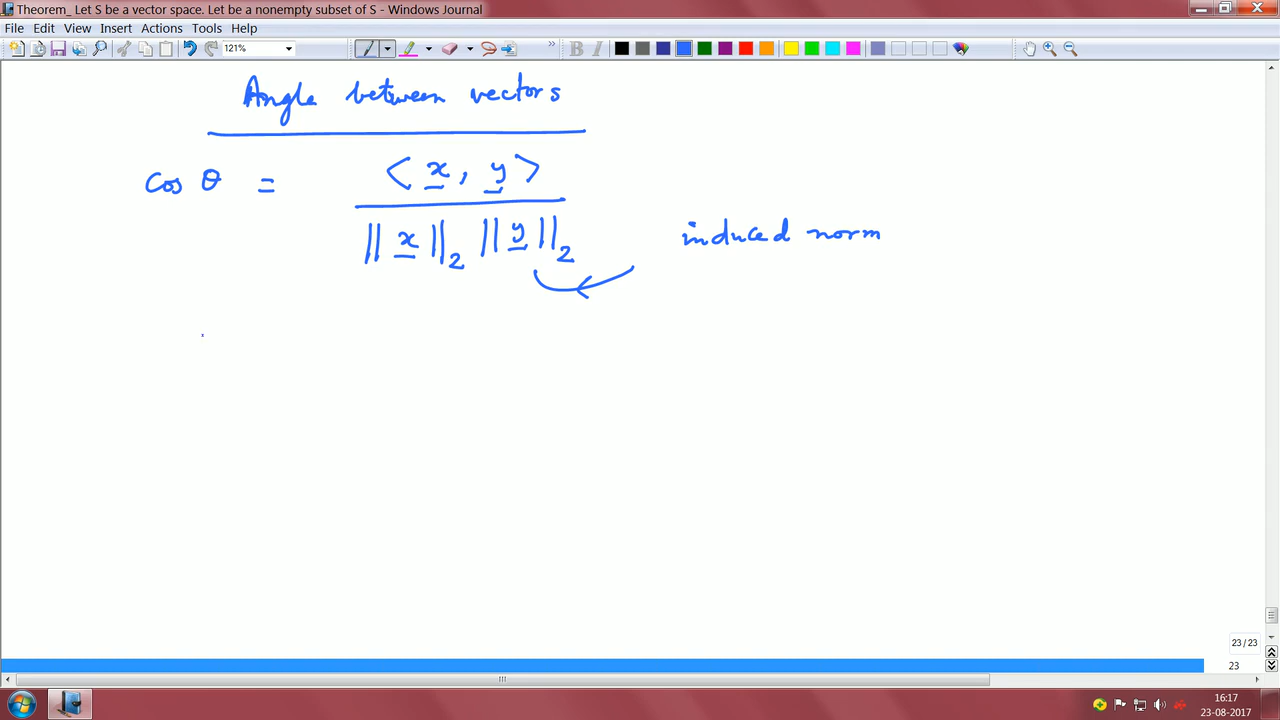 Theorem_ Let S be a vector space. Let be a nonempty subset of S - Windows Journal
File Edit View Insert Actions Tools Help
121%
Angle between vectors
cos θ = < x, y >
|| x ||2 || y ||2
induced norm
23 / 23
23
16:17
23-08-2017